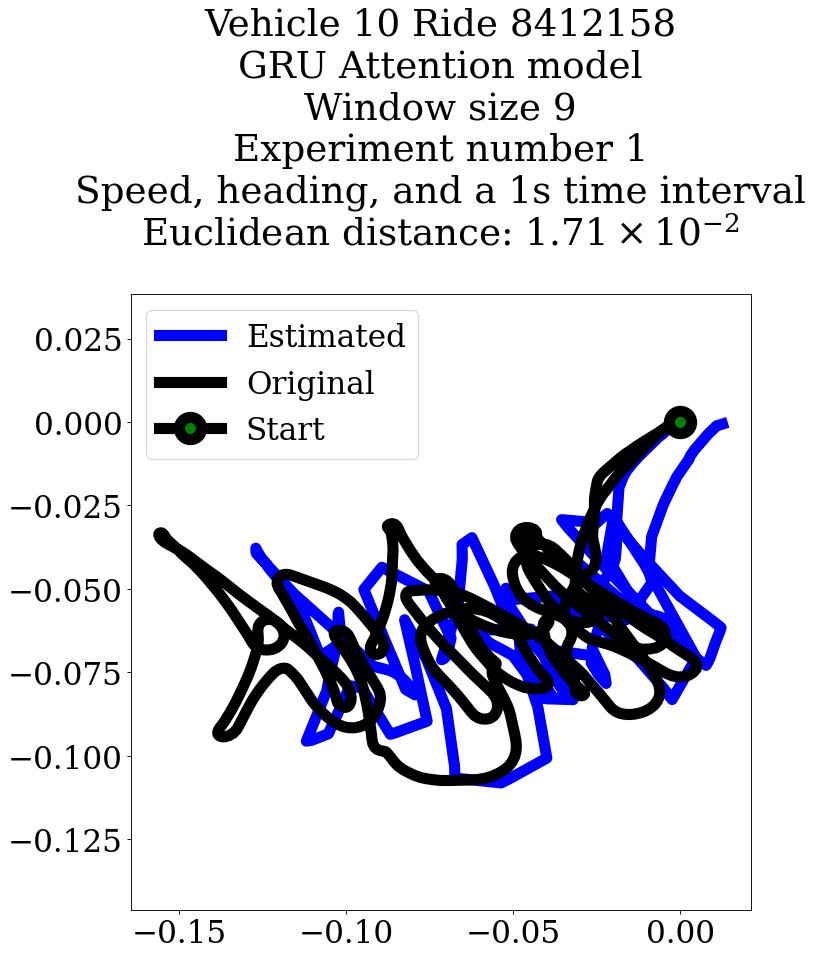 Vehicle 10 Ride 8412158
GRU Attention model
Window size 9
Experiment number 1
Speed, heading, and a 1s time interval
Euclidean distance: 1.71 × 10⁻²
Estimated
Original
Start
0.025
0.000
−0.025
−0.050
−0.075
−0.100
−0.125
−0.15 −0.10 −0.05 0.00